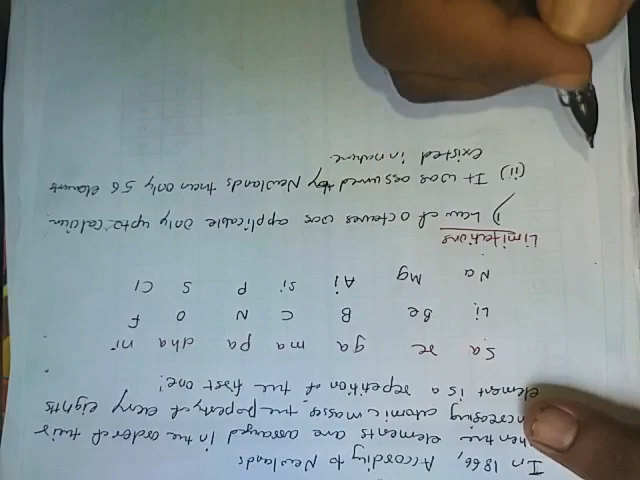 In 1866, According to Newlands
hen the elements are arranged in the order of their
ncreasing atomic masses, the property of every eighth
element is a repetition of the first one.
Sa re ga ma pa dha ni
Li Be B C N O F
Na Mg Al Si P S Cl
Limitations
i) Law of octaves was applicable only upto calcium
(ii) It was assumed by Newlands than only 56 elements
existed in nature.